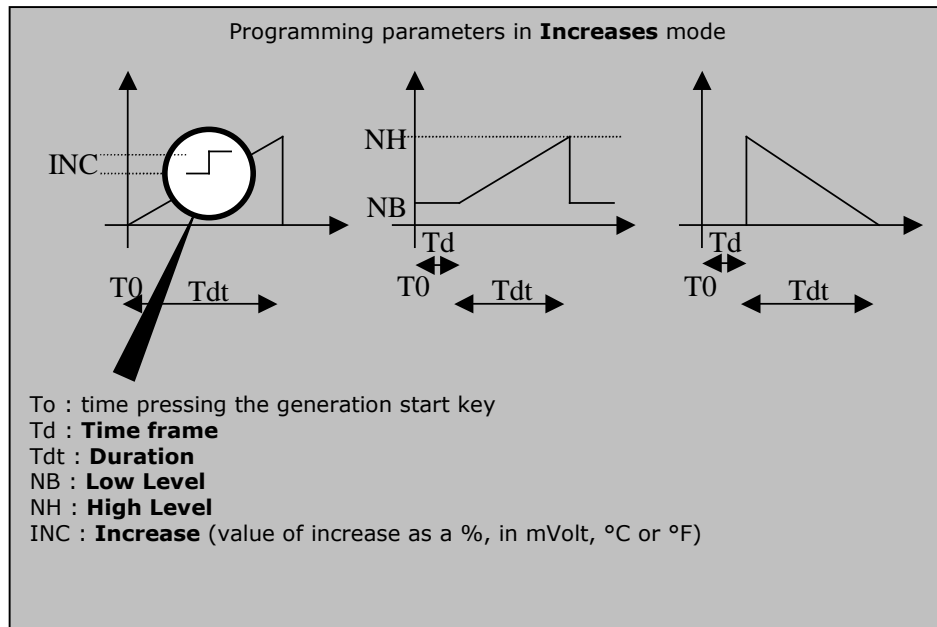 Programming parameters in Increases mode
INC
T0
Tdt
NH
NB
Td
T0
Tdt
Td
T0
Tdt
To : time pressing the generation start key
Td : Time frame
Tdt : Duration
NB : Low Level
NH : High Level
INC : Increase (value of increase as a %, in mVolt, °C or °F)